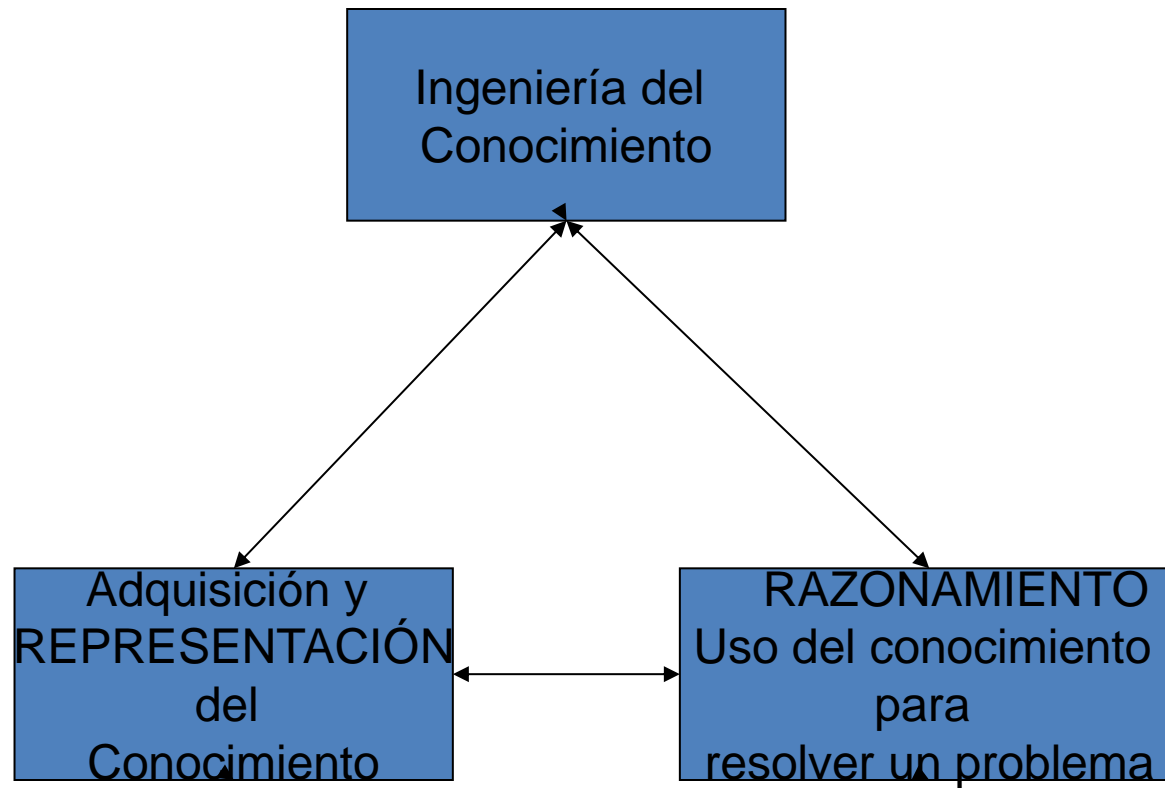 Ingeniería del
Conocimiento
Adquisición y
REPRESENTACIÓN
del
Conocimiento
RAZONAMIENTO
Uso del conocimiento
para
resolver un problema